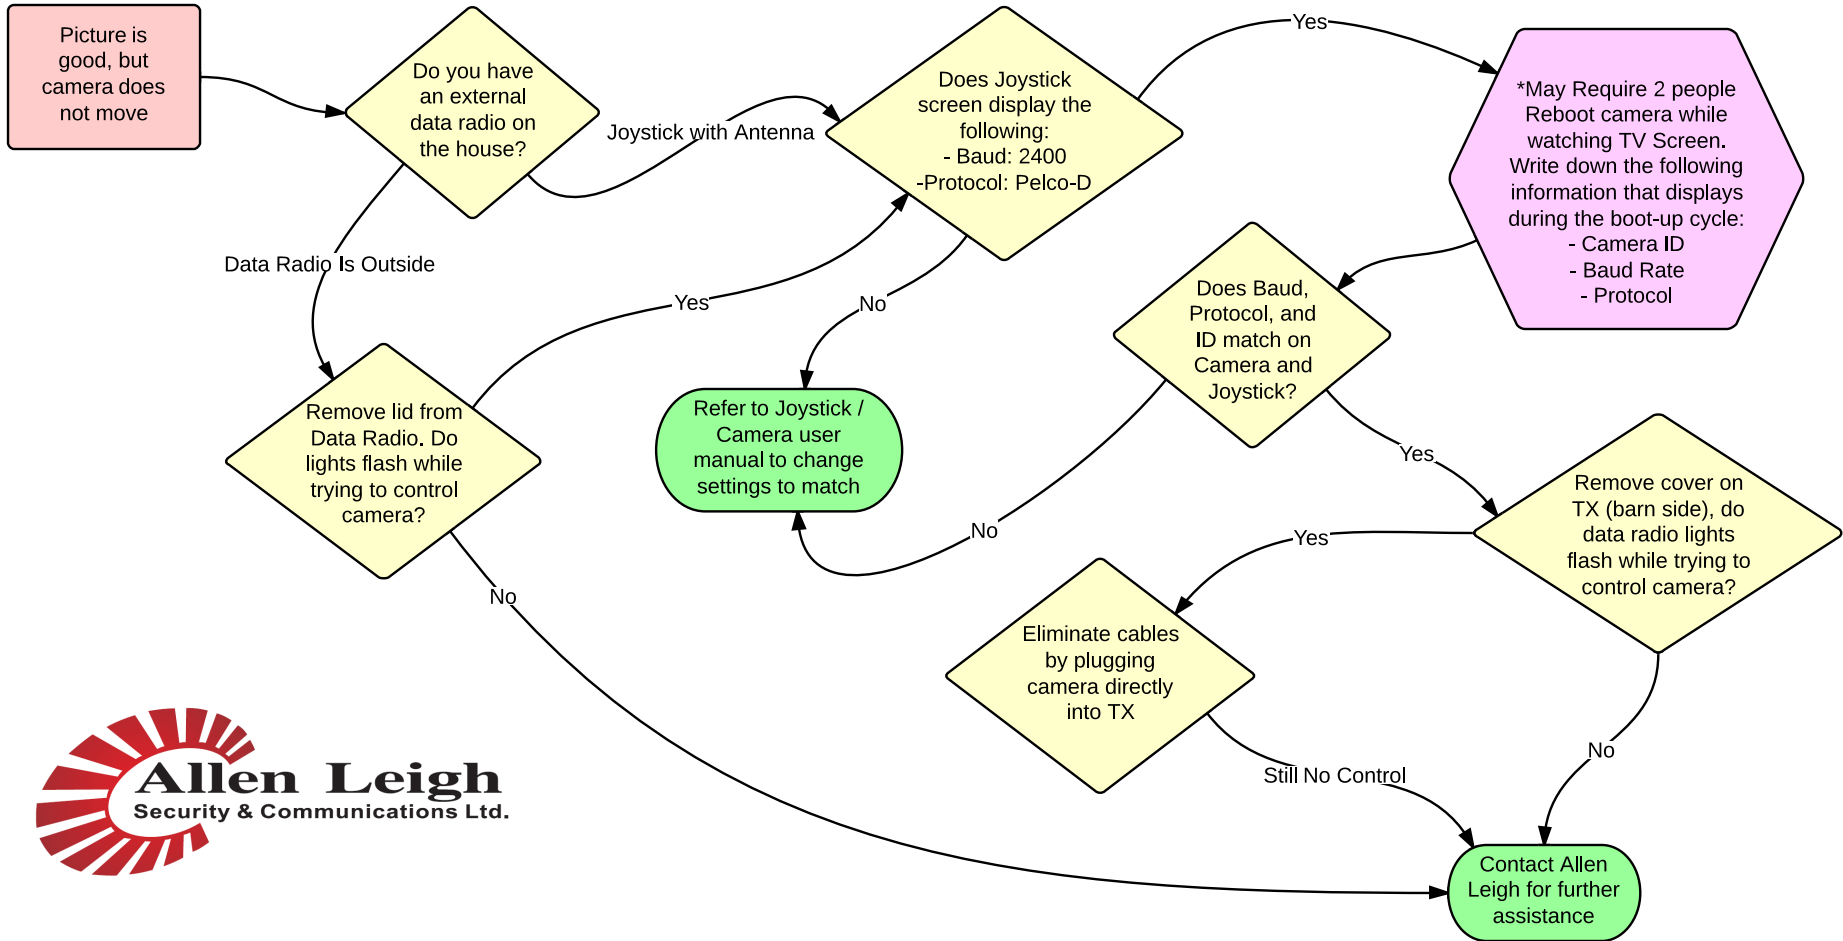 Picture is
good, but
camera does
not move
Do you have
an external
data radio on
the house?
Joystick with Antenna
Does Joystick
screen display the
following:
- Baud: 2400
-Protocol: Pelco-D
Yes
*May Require 2 people
Reboot camera while
watching TV Screen.
Write down the following
information that displays
during the boot-up cycle:
- Camera ID
- Baud Rate
- Protocol
Data Radio Is Outside
Yes
No
Does Baud,
Protocol, and
ID match on
Camera and
Joystick?
Remove lid from
Data Radio. Do
lights flash while
trying to control
camera?
Refer to Joystick /
Camera user
manual to change
settings to match
Yes
No
Remove cover on
TX (barn side), do
data radio lights
flash while trying to
control camera?
Yes
No
Eliminate cables
by plugging
camera directly
into TX
Still No Control
No
Allen Leigh
Security & Communications Ltd.
Contact Allen
Leigh for further
assistance